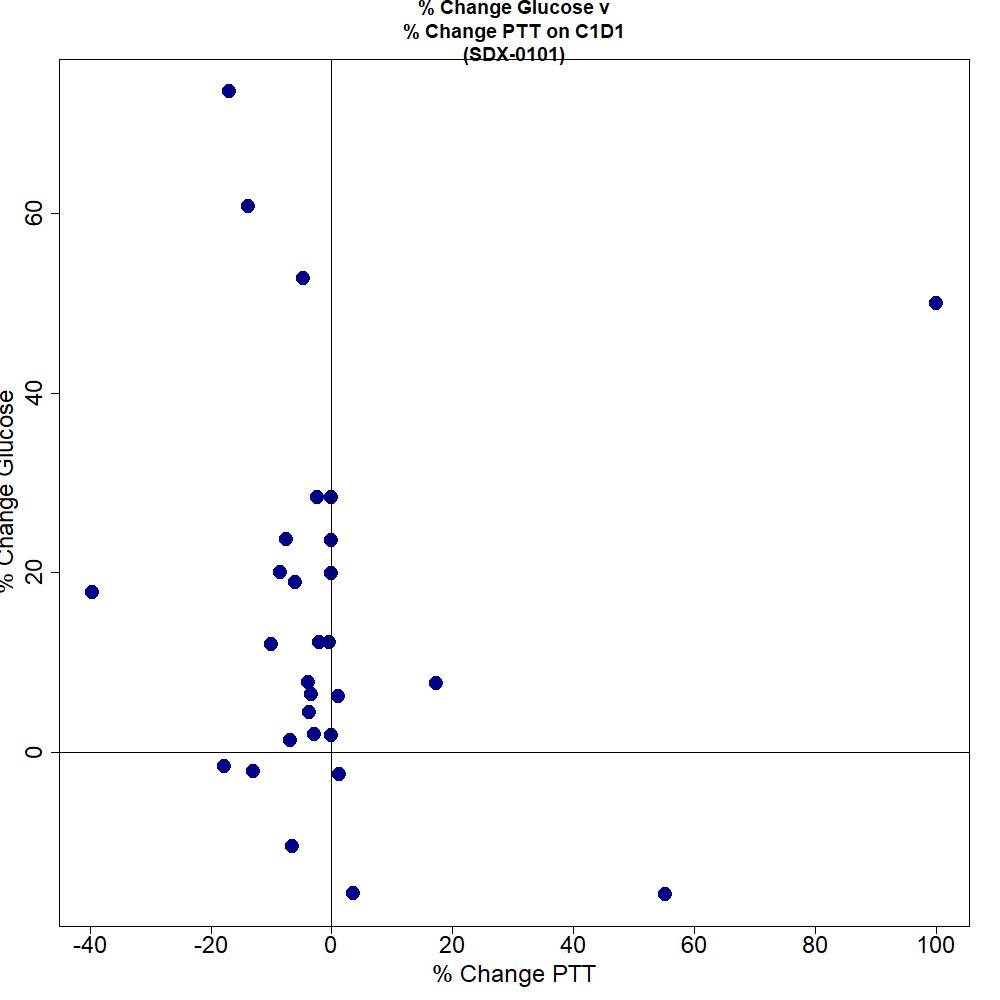 % Change Glucose v
% Change PTT on C1D1
(SDX-0101)
% Change Glucose
60
40
20
0
-40
-20
0
20
40
60
80
100
% Change PTT